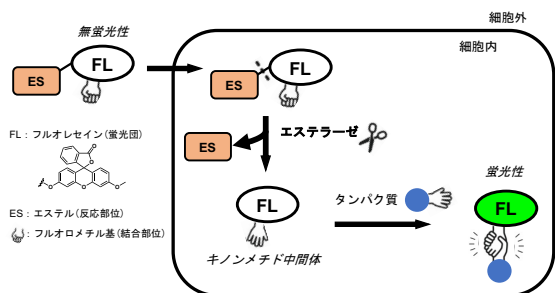 細胞外
細胞内
無蛍光性
FL
ES
FL
ES
FL：フルオレセイン（蛍光団）
O
O
O
O
O
ES：エステル（反応部位）
：フルオロメチル基（結合部位）
ES
エステラーゼ
FL
キノンメチド中間体
タンパク質
蛍光性
FL